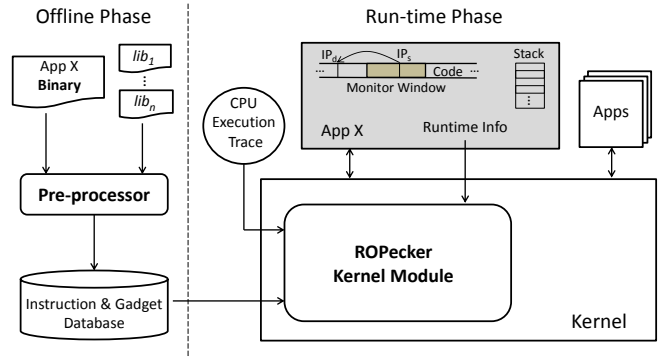 Offline Phase
Run-time Phase
App X
Binary
lib1
⋮
libn
Pre-processor
Instruction & Gadget
Database
CPU
Execution
Trace
IPd
IPs
Stack
...
Code
...
Monitor Window
⋮
App X
Runtime Info
Apps
ROPecker
Kernel Module
Kernel